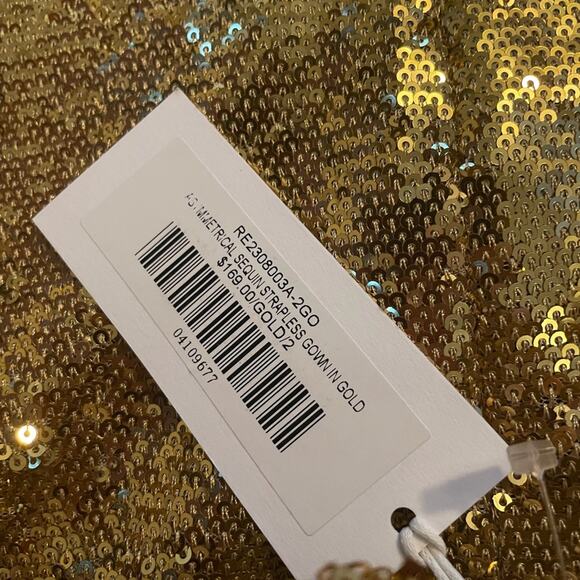 RE2308003A-2GO
ASYMMETRICAL SEQUIN STRAPLESS GOWN IN GOLD
$169.00/GOLD/2
04109677